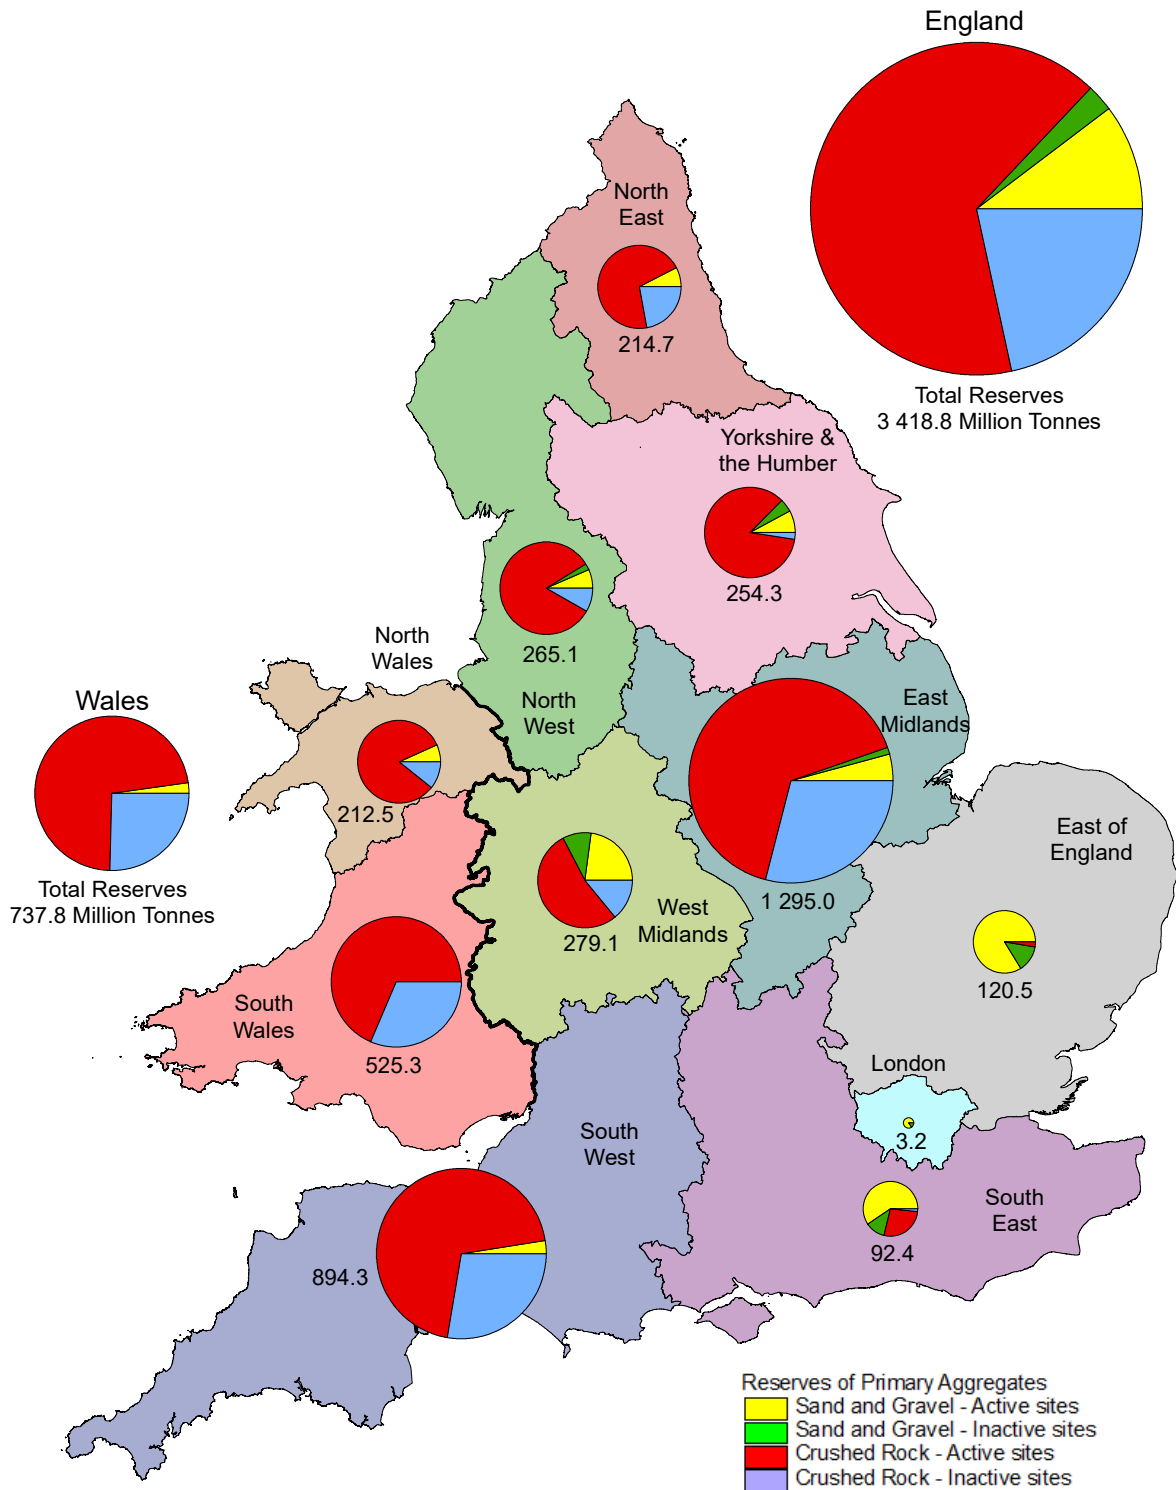 England
North
East
214.7
Total Reserves
3 418.8 Million Tonnes
Yorkshire &
the Humber
254.3
North
Wales
265.1
North
West
East
Midlands
Wales
212.5
East of
England
Total Reserves
737.8 Million Tonnes
1 295.0
West
Midlands
279.1
120.5
South
Wales
525.3
London
3.2
South
West
South
East
92.4
894.3
Reserves of Primary Aggregates
Sand and Gravel - Active sites
Sand and Gravel - Inactive sites
Crushed Rock - Active sites
Crushed Rock - Inactive sites